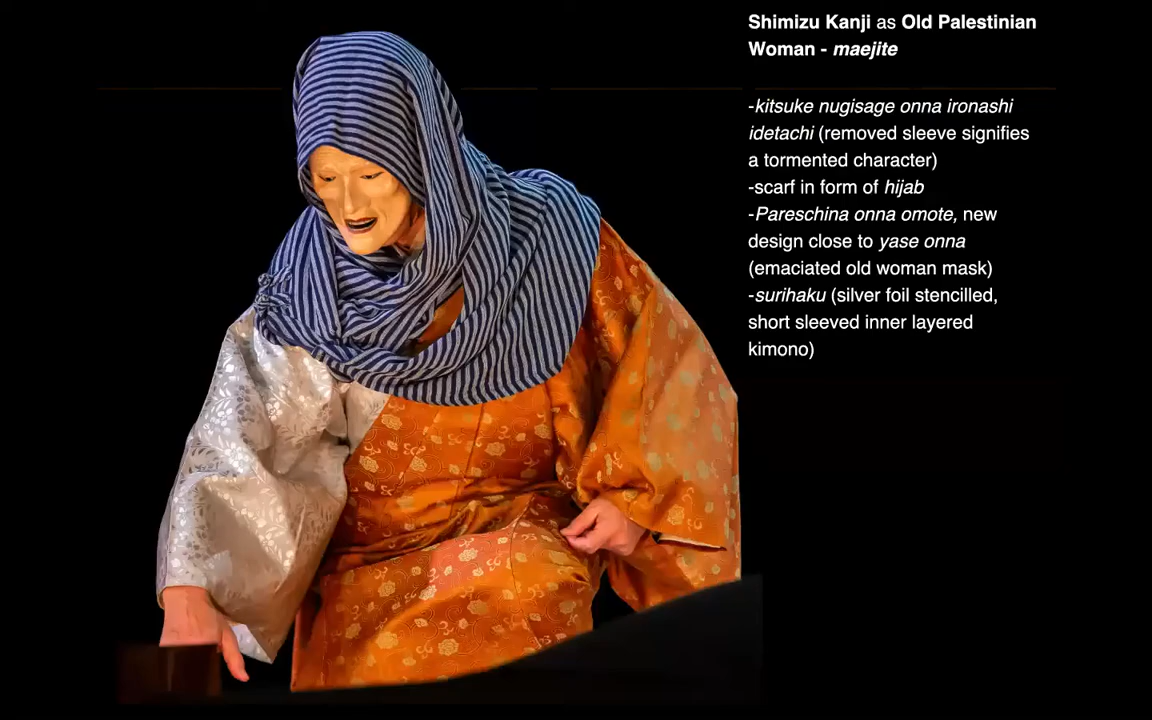 Shimizu Kanji as Old Palestinian
Woman - maejite
-kitsuke nugisage onna ironashi
idetachi (removed sleeve signifies
a tormented character)
-scarf in form of hijab
-Pareschina onna omote, new
design close to yase onna
(emaciated old woman mask)
-surihaku (silver foil stencilled,
short sleeved inner layered
kimono)